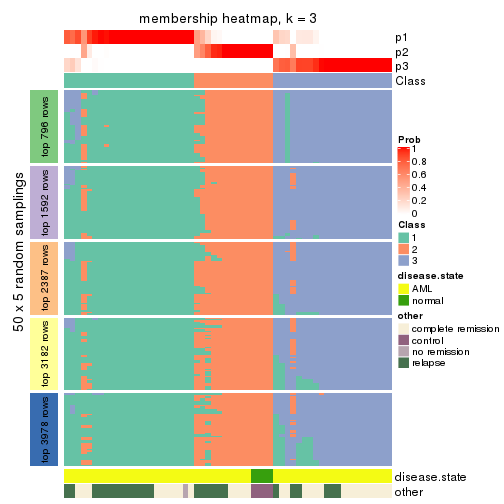 membership heatmap, k = 3
p1
p2
p3
Class
50 x 5 random samplings
top 796 rows
top 1592 rows
top 2387 rows
top 3182 rows
top 3978 rows
Prob
1
0.8
0.6
0.4
0.2
0
Class
1
2
3
disease.state
AML
normal
other
complete remission
control
no remission
relapse
disease.state
other